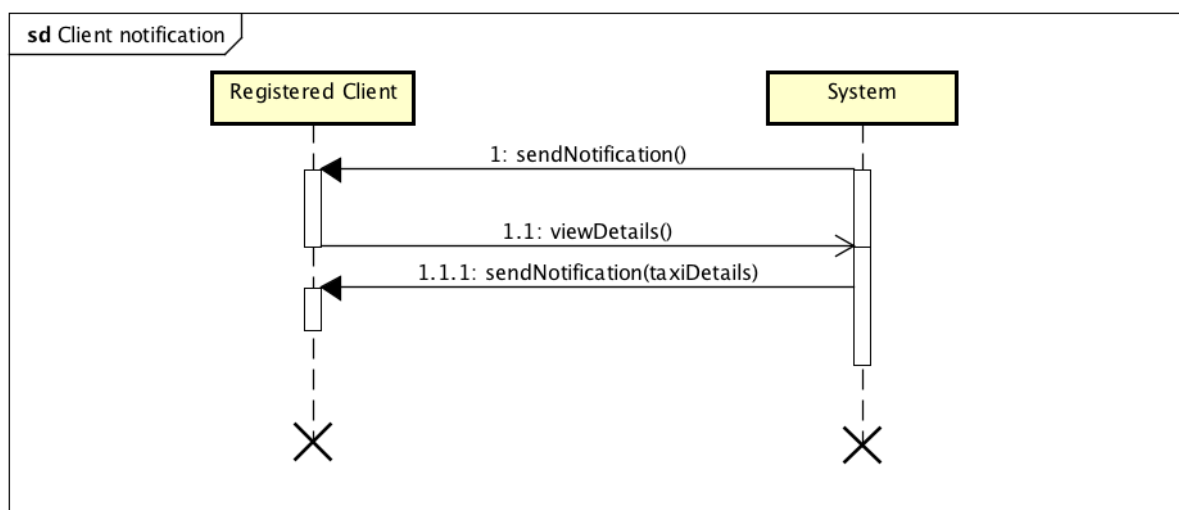 sd Client notification
Registered Client
System
1: sendNotification()
1.1: viewDetails()
1.1.1: sendNotification(taxiDetails)